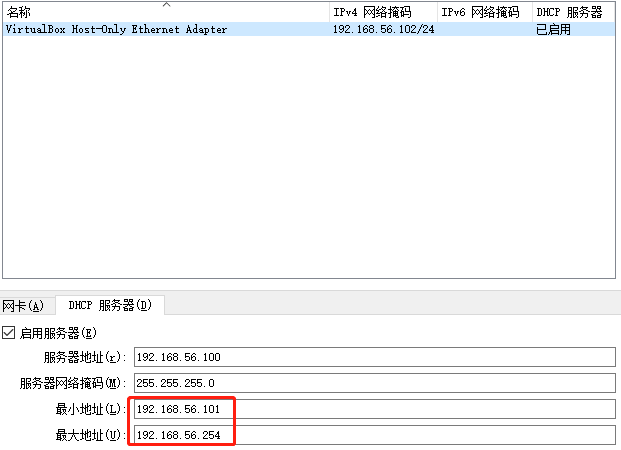 名称 IPv4 网络掩码 IPv6 网络掩码 DHCP 服务器
VirtualBox Host-Only Ethernet Adapter 192.168.56.102/24 已启用
网卡(A) DHCP 服务器(D)
启用服务器(E)
服务器地址(r): 192.168.56.100
服务器网络掩码(M): 255.255.255.0
最小地址(L): 192.168.56.101
最大地址(U): 192.168.56.254